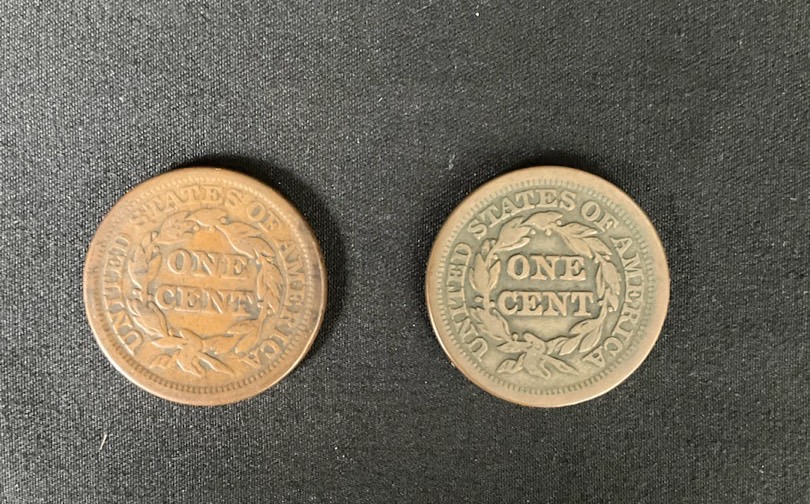 UNITED STATES OF AMERICA
ONE
CENT
UNITED STATES OF AMERICA
ONE
CENT